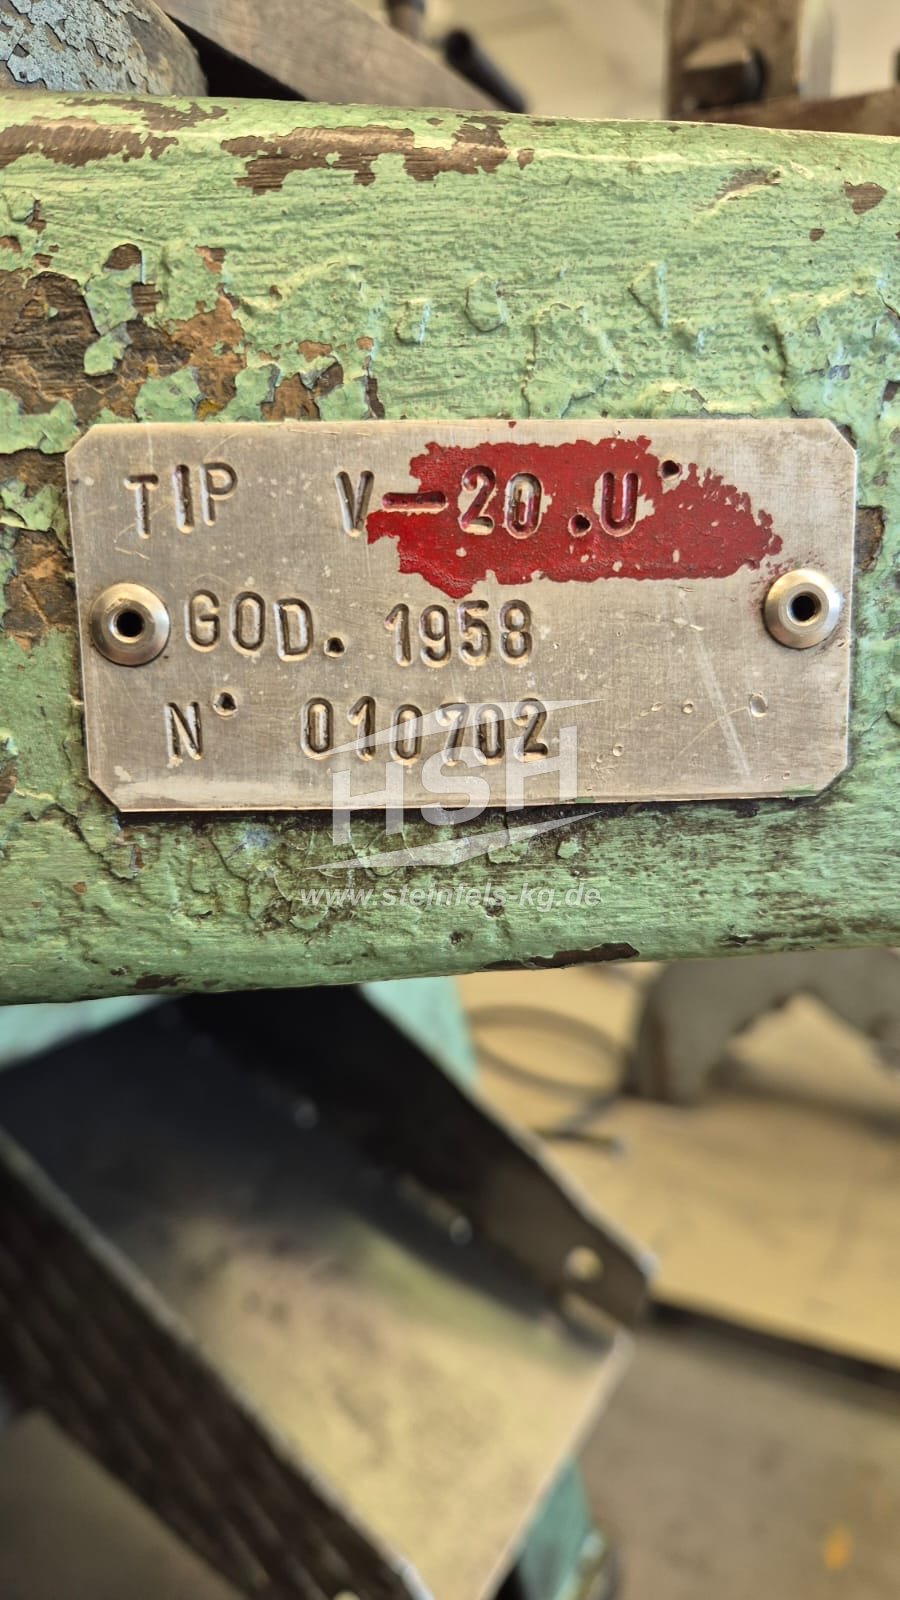 TIP V-20.U
GOD. 1958
N° 010702
HSH
www.steinfels-kg.de